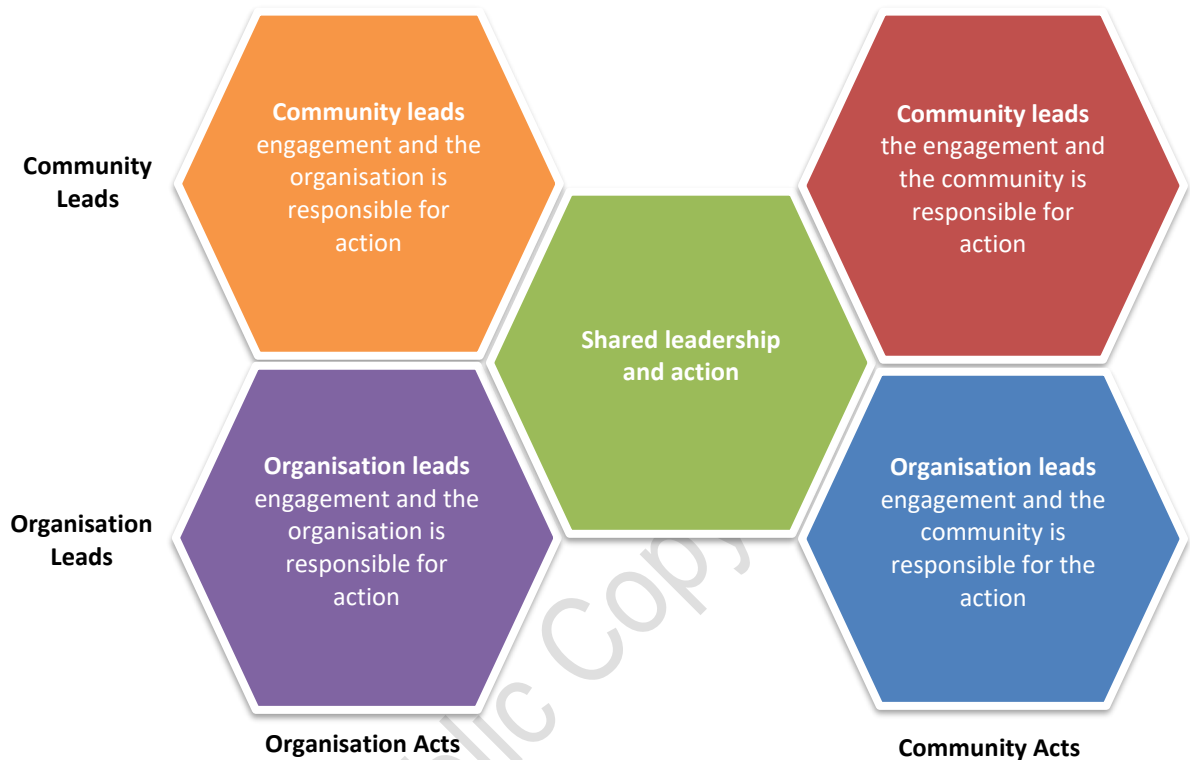 Community
Leads
Community leads
engagement and the
organisation is
responsible for
action
Community leads
the engagement and
the community is
responsible for
action
Shared leadership
and action
Organisation
Leads
Organisation leads
engagement and the
organisation is
responsible for
action
Organisation leads
engagement and the
community is
responsible for the
action
Organisation Acts
Community Acts